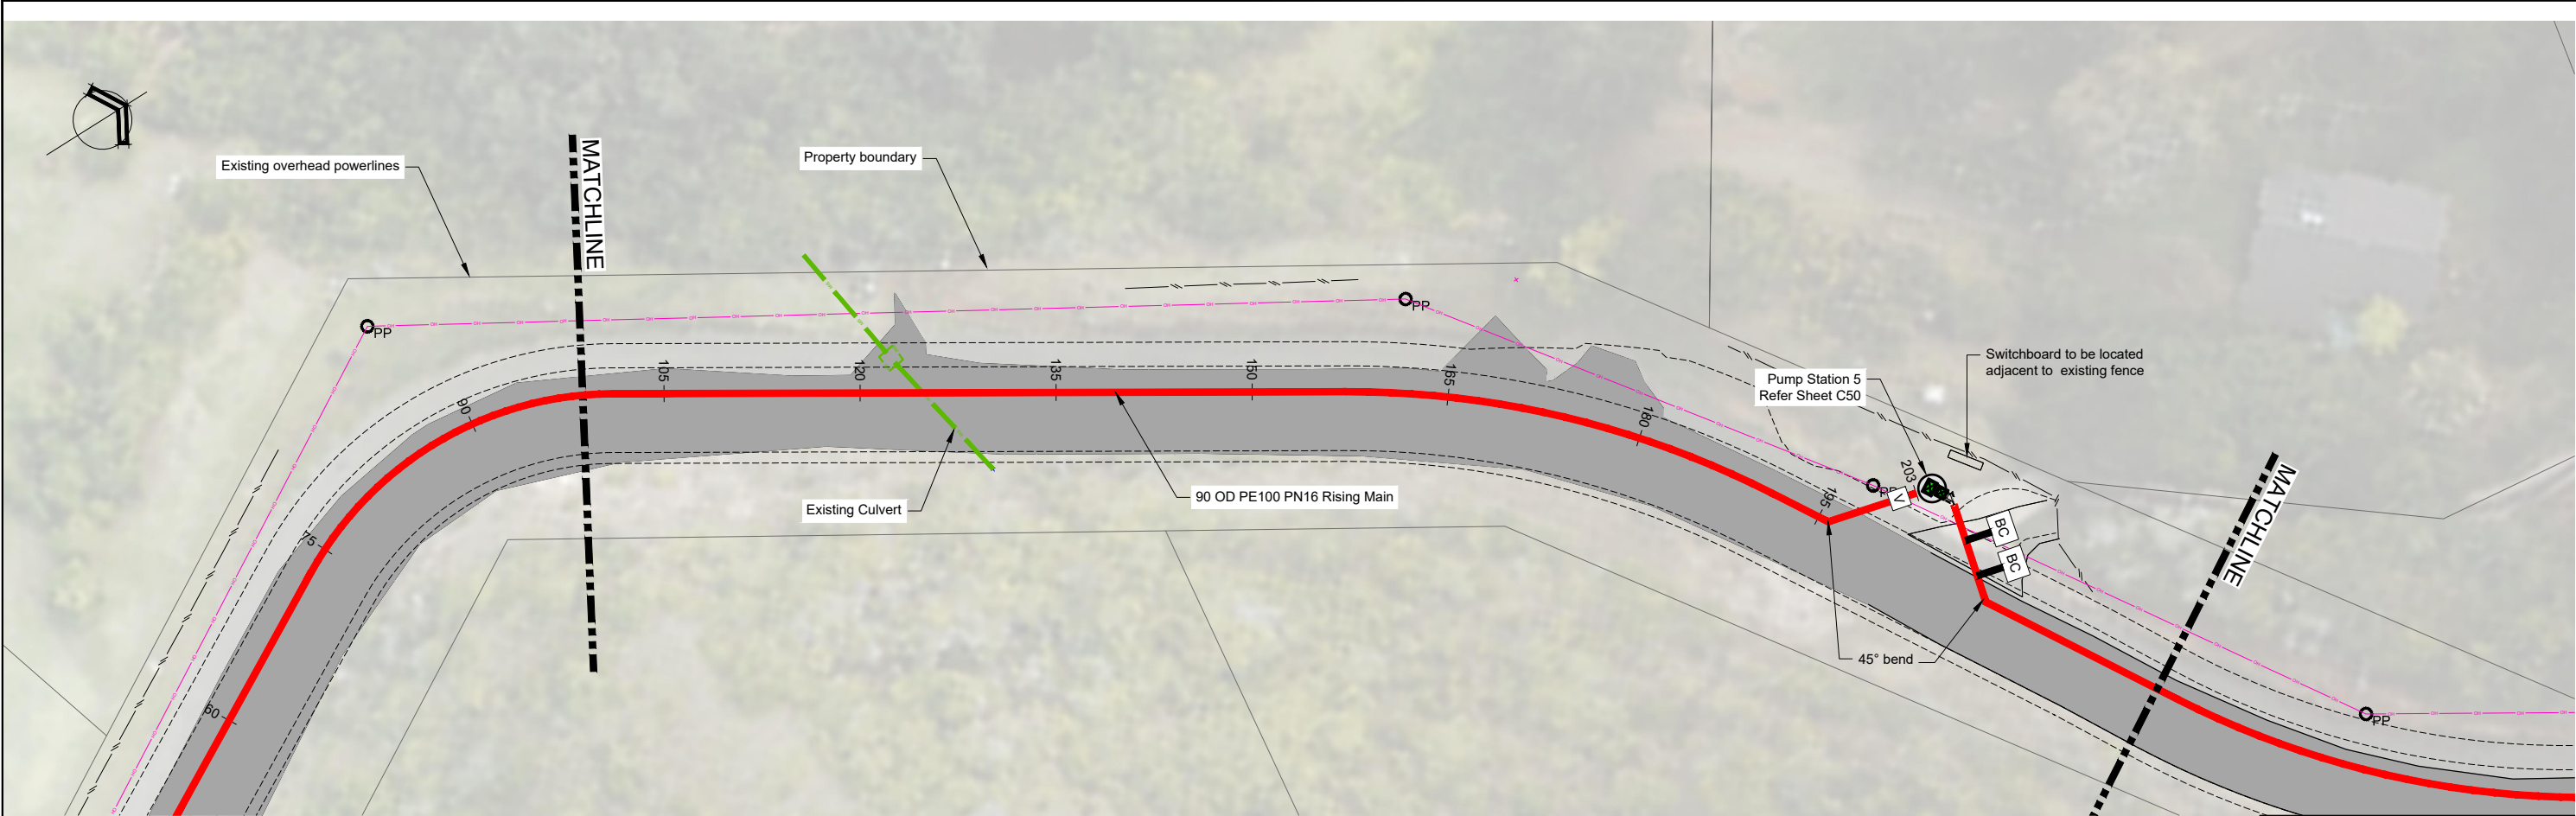 Existing overhead powerlines
MATCHLINE
Property boundary
PP
PP
Switchboard to be located
adjacent to existing fence
Pump Station 5
Refer Sheet C50
105
120
135
150
165
180
195
203
90
75
60
V
BC
BC
MATCHLINE
Existing Culvert
90 OD PE100 PN16 Rising Main
45° bend
PP